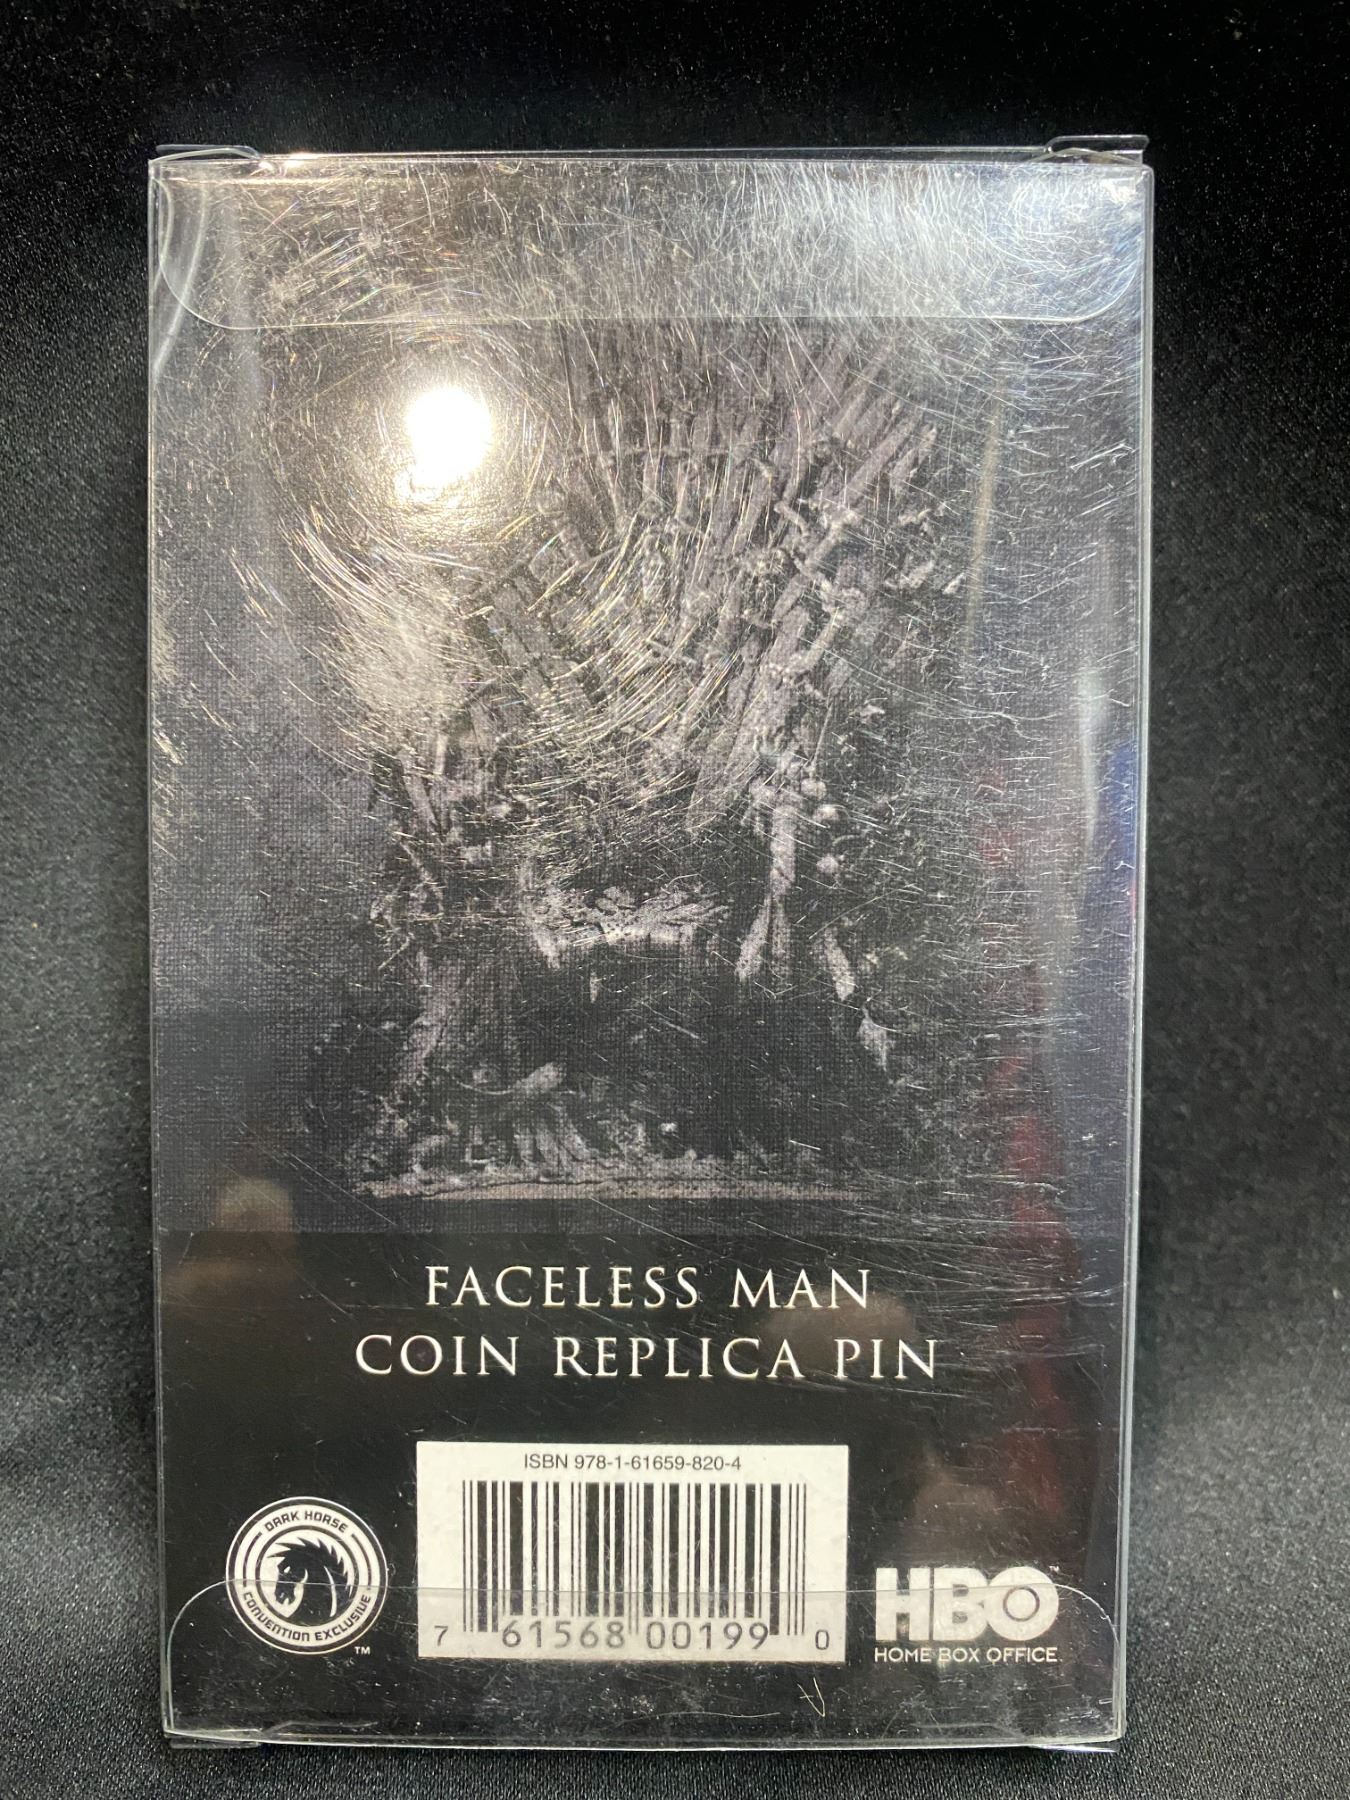 FACELESS MAN
COIN REPLICA PIN
ISBN 978-1-61659-820-4
7 61568 00199 0
DARK HORSE
CONVENTION EXCLUSIVE
TM
HBO
HOME BOX OFFICE